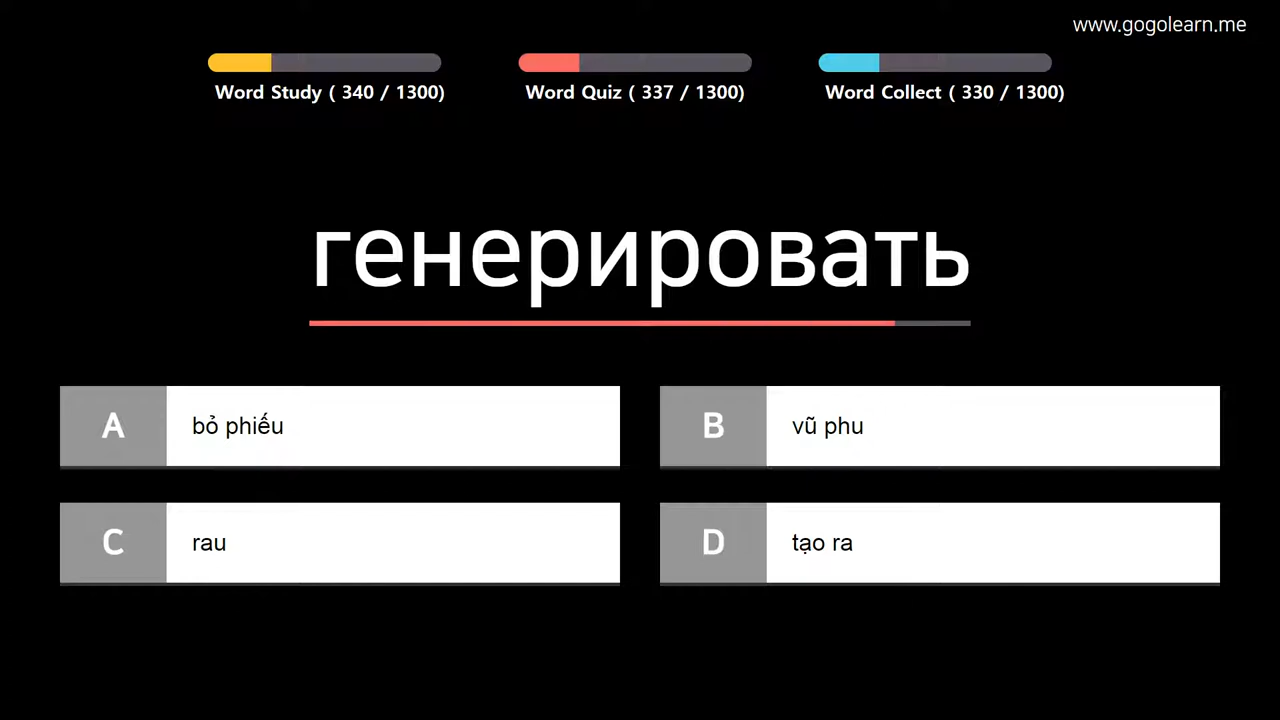 www.gogolearn.me
Word Study ( 340 / 1300)
Word Quiz ( 337 / 1300)
Word Collect ( 330 / 1300)
генерировать
A bỏ phiếu
B vũ phu
C rau
D tạo ra